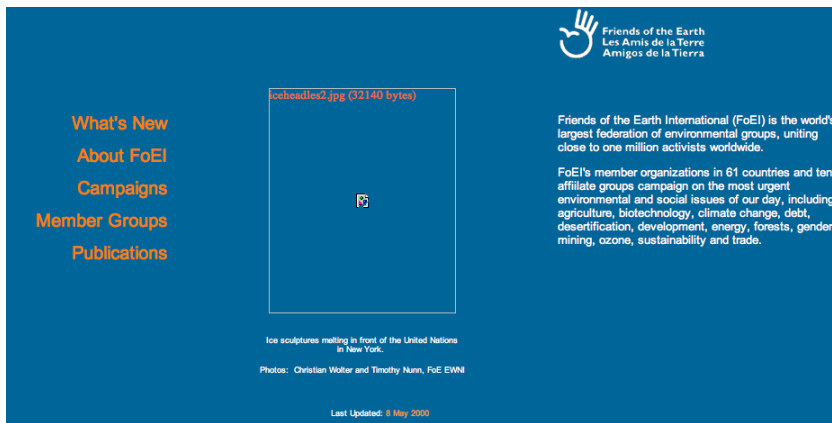 Friends of the Earth
Les Amis de la Terre
Amigos de la Tierra
What's New
About FoEI
Campaigns
Member Groups
Publications
iceheadles2.jpg (32140 bytes)
Ice sculptures melting in front of the United Nations
in New York.
Photos: Christian Wolter and Timothy Nunn, FoE EWNI
Last Updated: 8 May 2000
Friends of the Earth International (FoEI) is the world's
largest federation of environmental groups, uniting
close to one million activists worldwide.
FoEI's member organizations in 61 countries and ten
affiliate groups campaign on the most urgent
environmental and social issues of our day, including
agriculture, biotechnology, climate change, debt,
desertification, development, energy, forests, gender
mining, ozone, sustainability and trade.